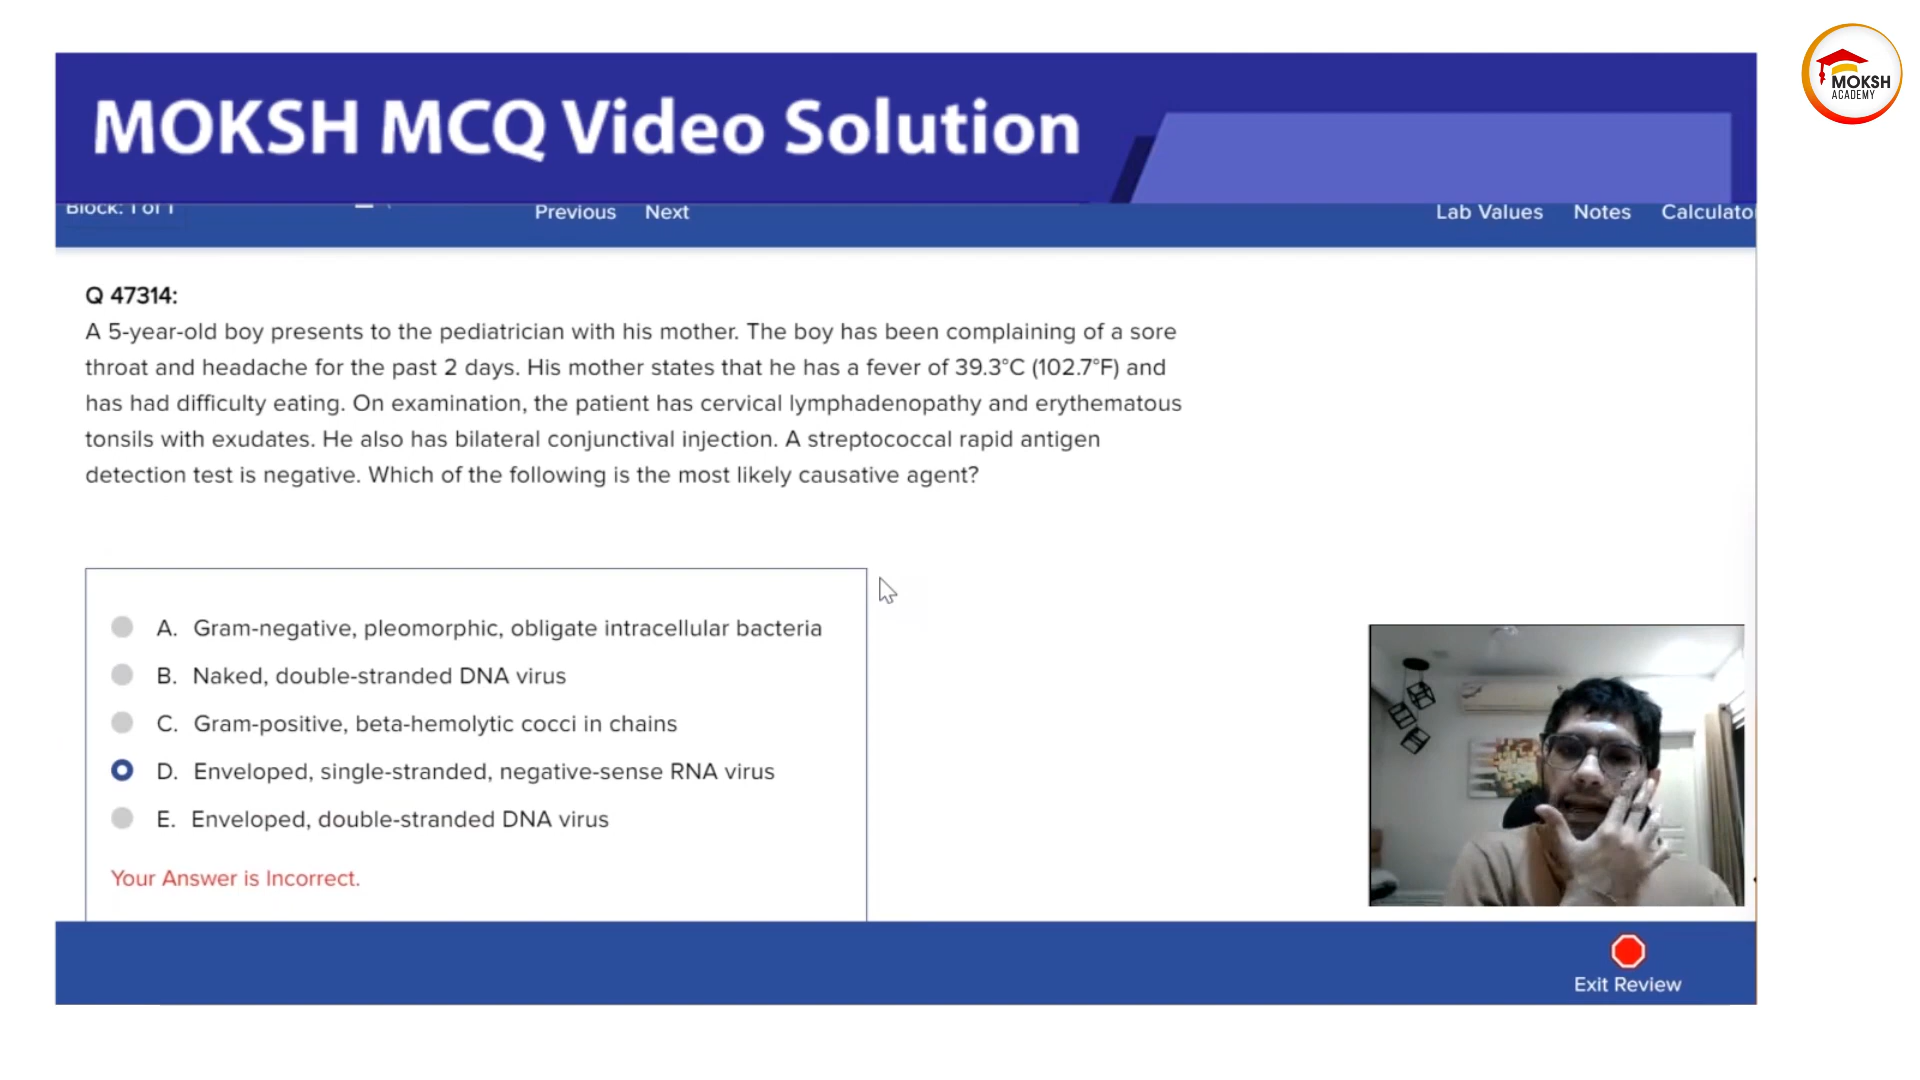 MOKSH
ACADEMY
MOKSH MCQ Video Solution
Block: 1 of 1
Previous Next
Lab Values Notes Calculato
Q 47314:
A 5-year-old boy presents to the pediatrician with his mother. The boy has been complaining of a sore
throat and headache for the past 2 days. His mother states that he has a fever of 39.3°C (102.7°F) and
has had difficulty eating. On examination, the patient has cervical lymphadenopathy and erythematous
tonsils with exudates. He also has bilateral conjunctival injection. A streptococcal rapid antigen
detection test is negative. Which of the following is the most likely causative agent?
A. Gram-negative, pleomorphic, obligate intracellular bacteria
B. Naked, double-stranded DNA virus
C. Gram-positive, beta-hemolytic cocci in chains
D. Enveloped, single-stranded, negative-sense RNA virus
E. Enveloped, double-stranded DNA virus
Your Answer is Incorrect.
Exit Review